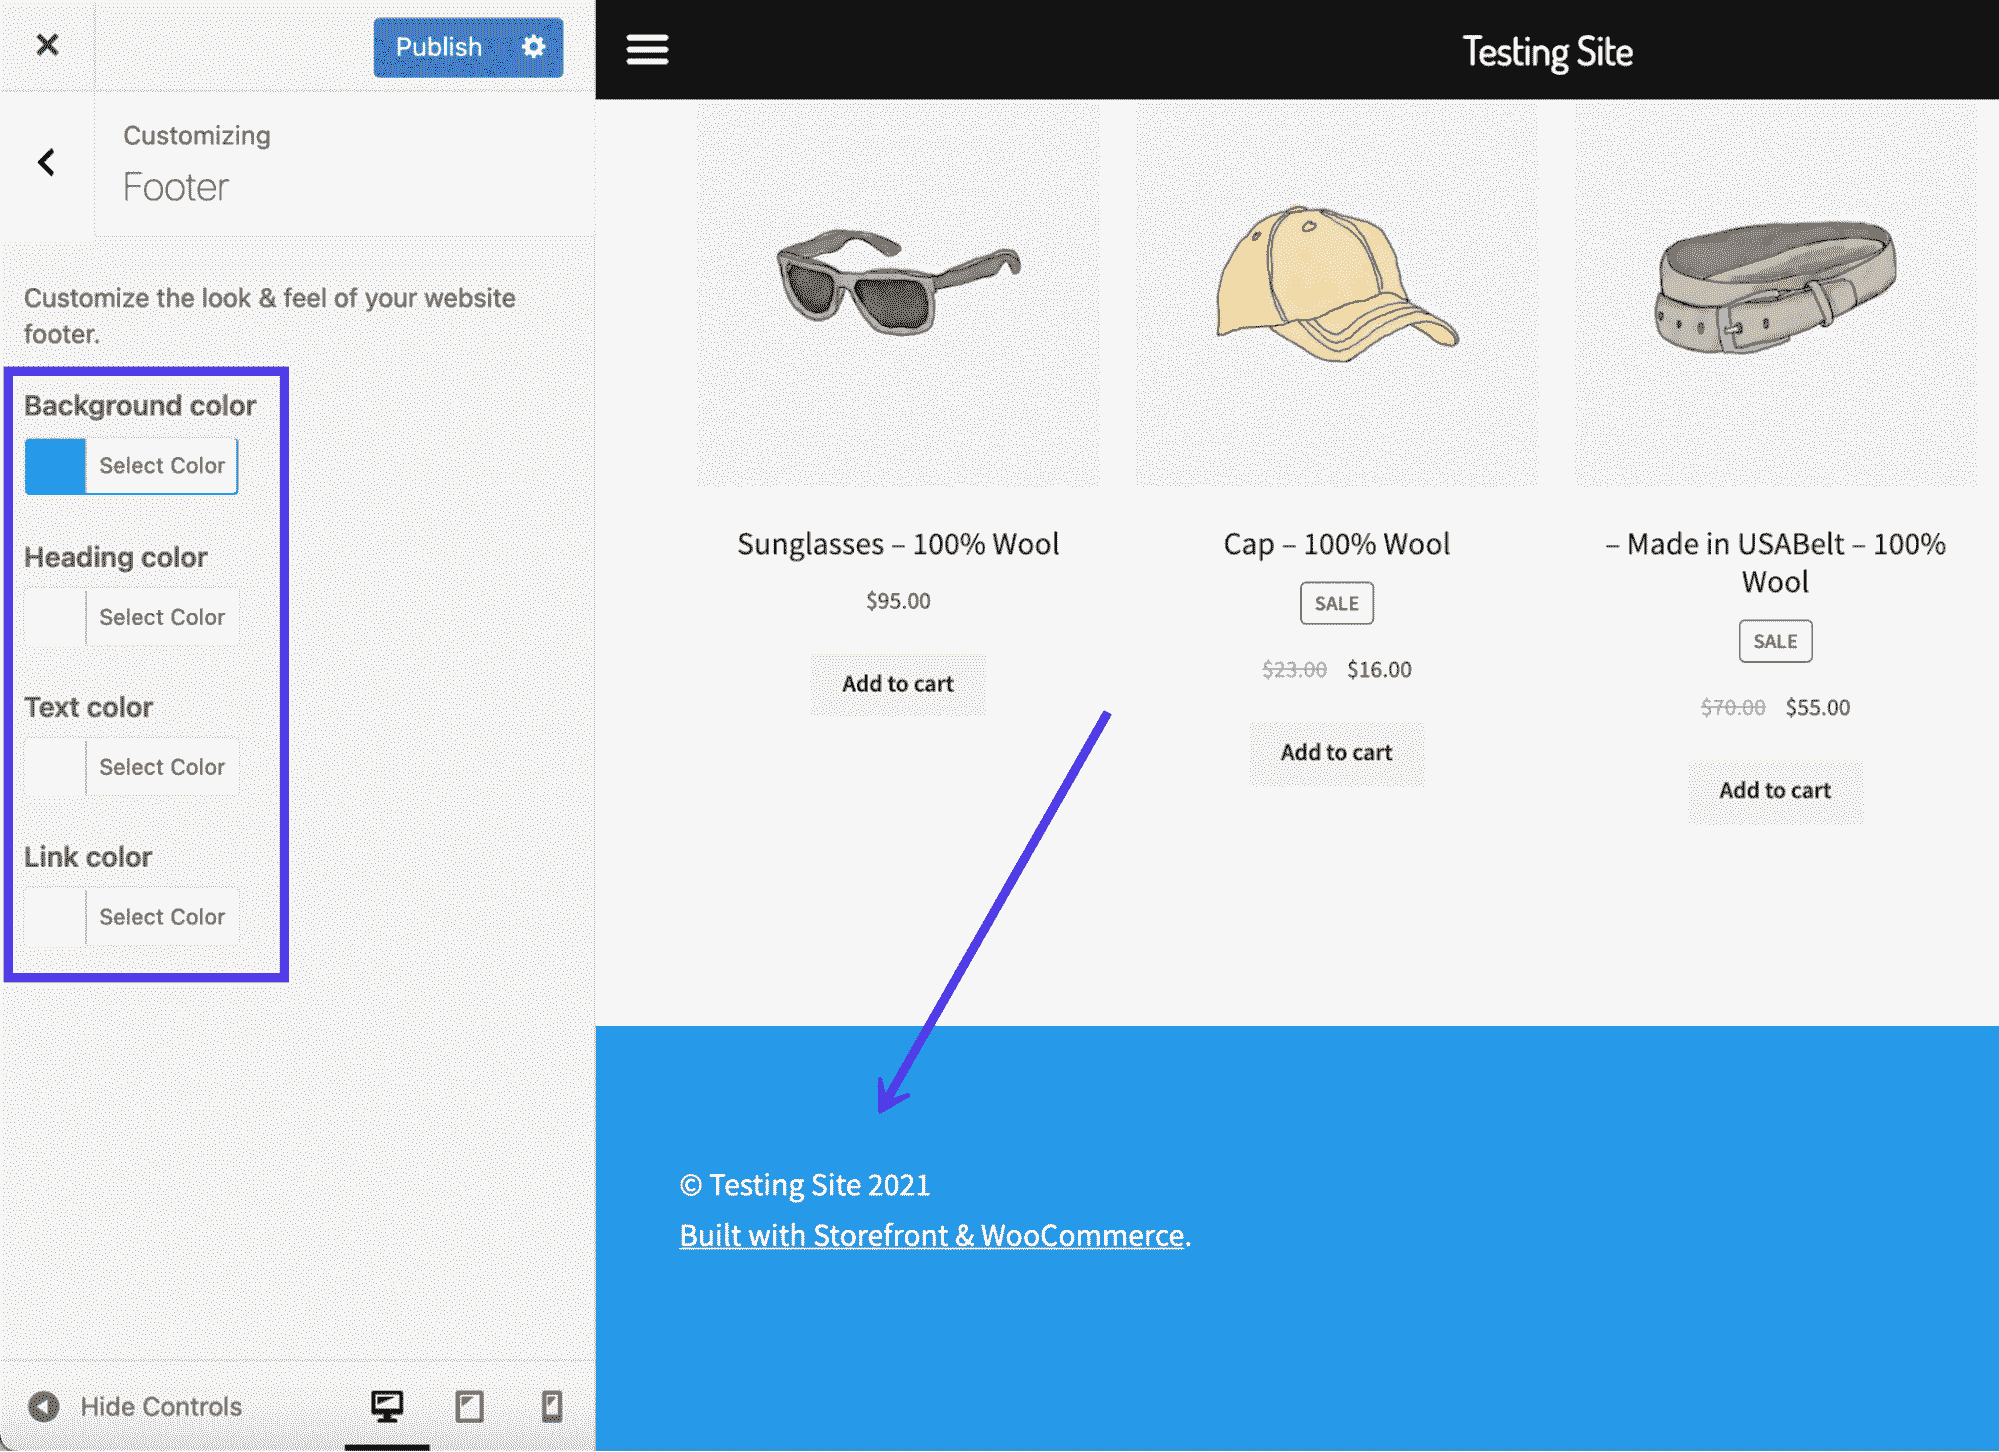 Publish
Customizing
Footer
Customize the look & feel of your website
footer.
Background color
Select Color
Heading color
Select Color
Text color
Select Color
Link color
Select Color
Hide Controls
Testing Site
Sunglasses – 100% Wool
$95.00
Add to cart
Cap – 100% Wool
SALE
$23.00 $16.00
Add to cart
– Made in USABelt – 100%
Wool
SALE
$70.00 $55.00
Add to cart
© Testing Site 2021
Built with Storefront & WooCommerce.